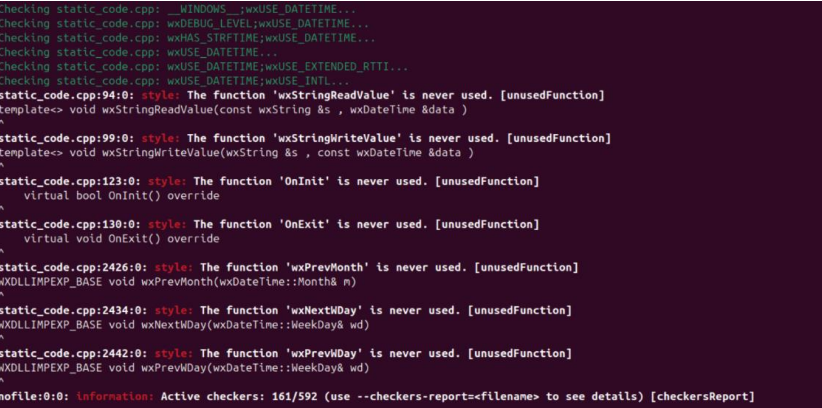 Checking static_code.cpp: __WINDOWS__;wxUSE_DATETIME...
Checking static_code.cpp: wxDEBUG_LEVEL;wxUSE_DATETIME...
Checking static_code.cpp: wxHAS_STRFTIME;wxUSE_DATETIME...
Checking static_code.cpp: wxUSE_DATETIME...
Checking static_code.cpp: wxUSE_DATETIME;wxUSE_EXTENDED_RTTI...
Checking static_code.cpp: wxUSE_DATETIME;wxUSE_INTL...
static_code.cpp:94:0: style: The function 'wxStringReadValue' is never used. [unusedFunction]
template<> void wxStringReadValue(const wxString &s , wxDateTime &data )
^
static_code.cpp:99:0: style: The function 'wxStringWriteValue' is never used. [unusedFunction]
template<> void wxStringWriteValue(wxString &s , const wxDateTime &data )
^
static_code.cpp:123:0: style: The function 'OnInit' is never used. [unusedFunction]
    virtual bool OnInit() override
^
static_code.cpp:130:0: style: The function 'OnExit' is never used. [unusedFunction]
    virtual void OnExit() override
^
static_code.cpp:2426:0: style: The function 'wxPrevMonth' is never used. [unusedFunction]
WXDLLIMPEXP_BASE void wxPrevMonth(wxDateTime::Month& m)
^
static_code.cpp:2434:0: style: The function 'wxNextWDay' is never used. [unusedFunction]
WXDLLIMPEXP_BASE void wxNextWDay(wxDateTime::WeekDay& wd)
^
static_code.cpp:2442:0: style: The function 'wxPrevWDay' is never used. [unusedFunction]
WXDLLIMPEXP_BASE void wxPrevWDay(wxDateTime::WeekDay& wd)
^
nofile:0:0: information: Active checkers: 161/592 (use --checkers-report=<filename> to see details) [checkersReport]